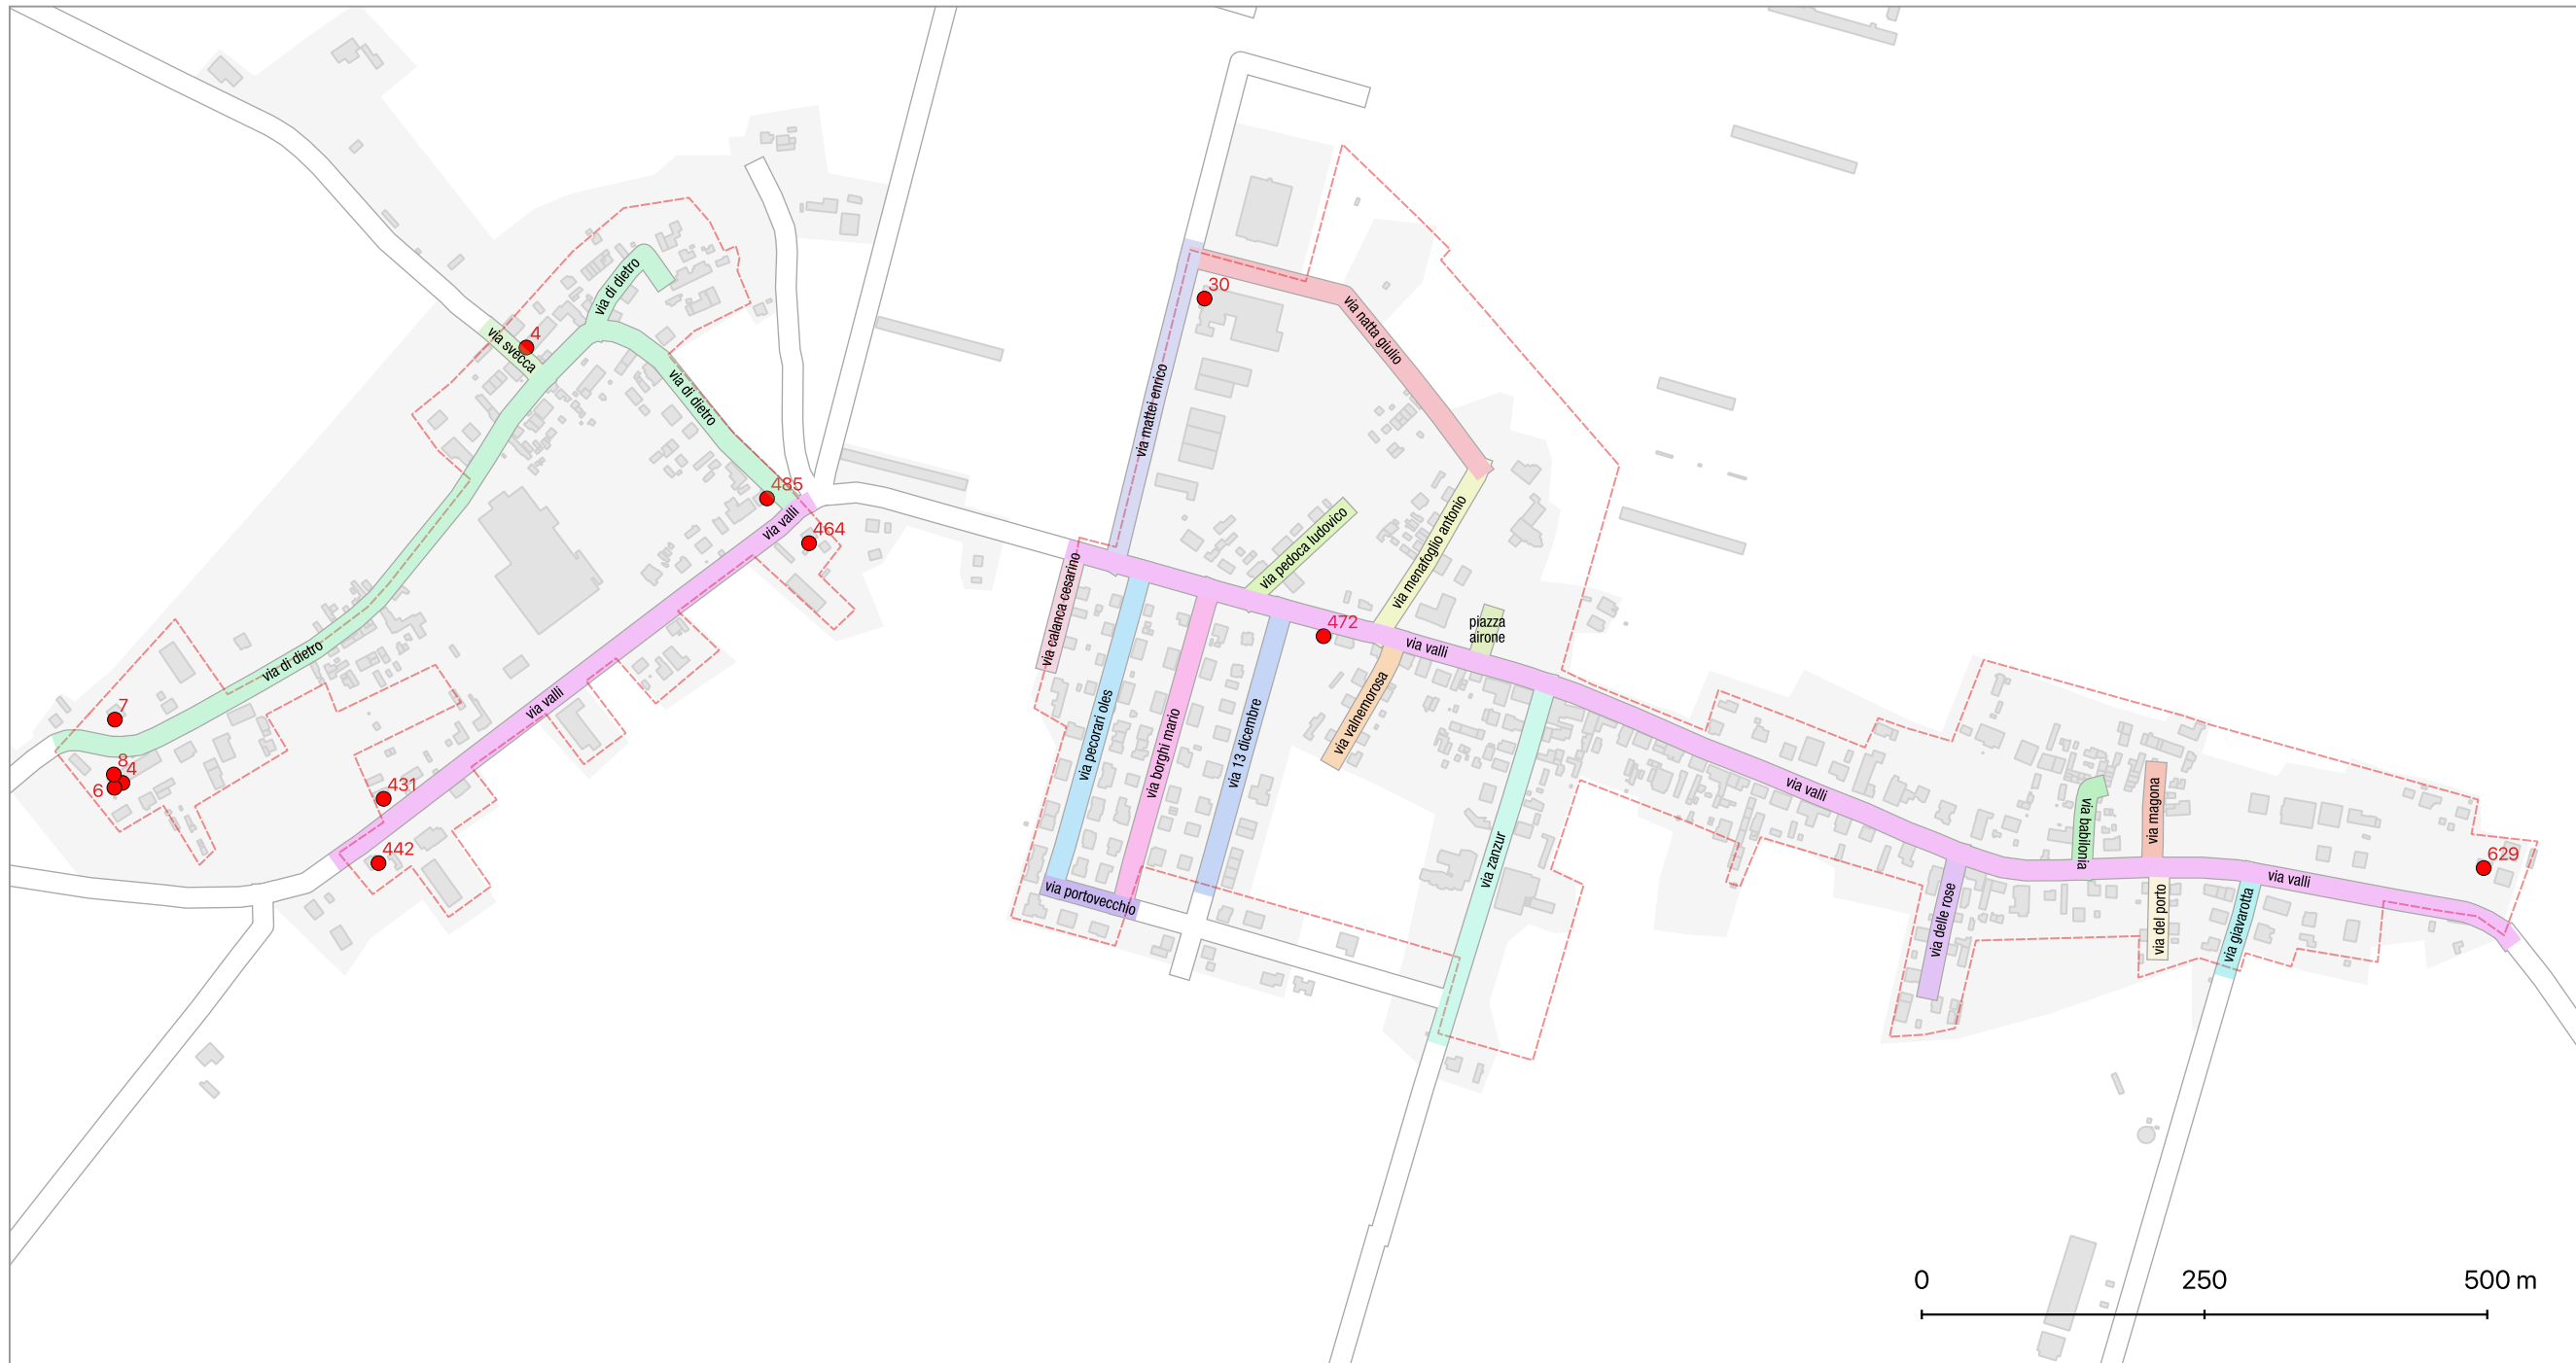 via di dietro
30
4
via svecca
via natta giulio
via di dietro
via mattei enrico
485
464
via valli
via pedoca ludovico
via menafoglio antonio
via calanca cesarino
472
piazza
airone
via valli
via di dietro
via valli
7
via pecorari oles
via borghi mario
via 13 dicembre
via valnemorosa
8
4
6
431
442
via portovecchio
via zanzur
via valli
via babilonia
via magona
629
via valli
via delle rose
via del porto
via giavarotta
0
250
500 m